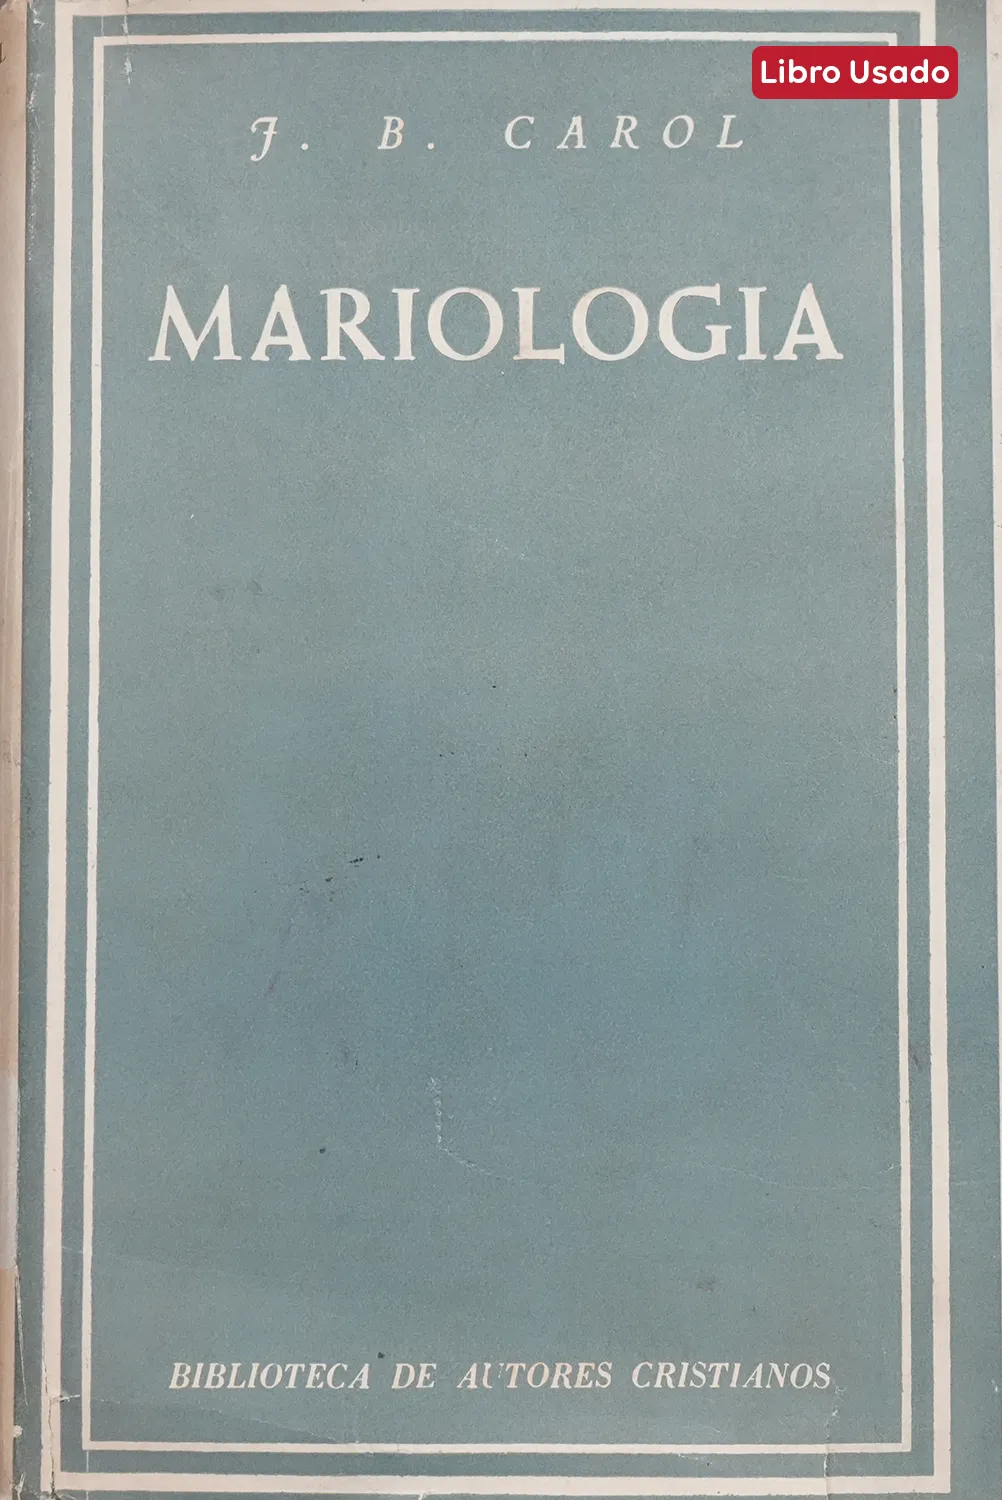 Libro Usado
J. B. CAROL
MARIOLOGIA
BIBLIOTECA DE AUTORES CRISTIANOS